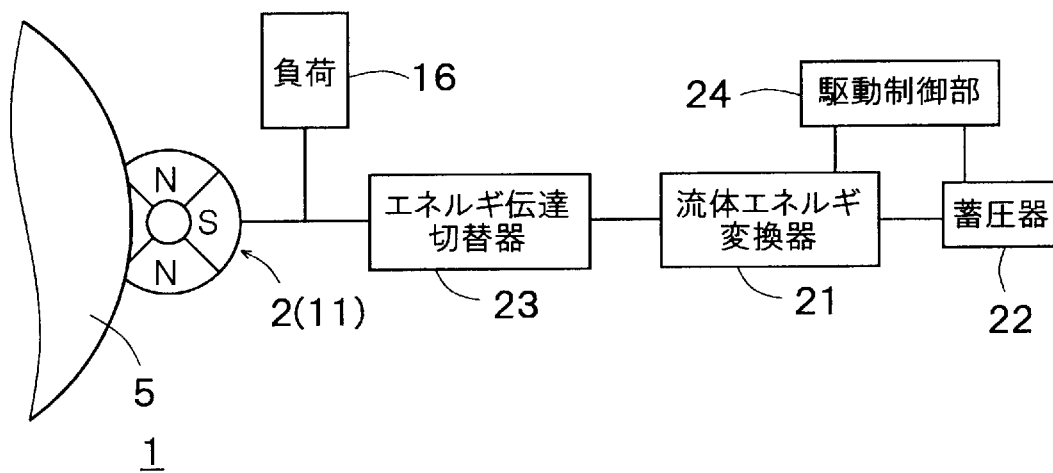 負荷
16
24
駆動制御部
N
S
N
エネルギ伝達
切替器
流体エネルギ
変換器
蓄圧器
2(11)
23
21
22
5
1